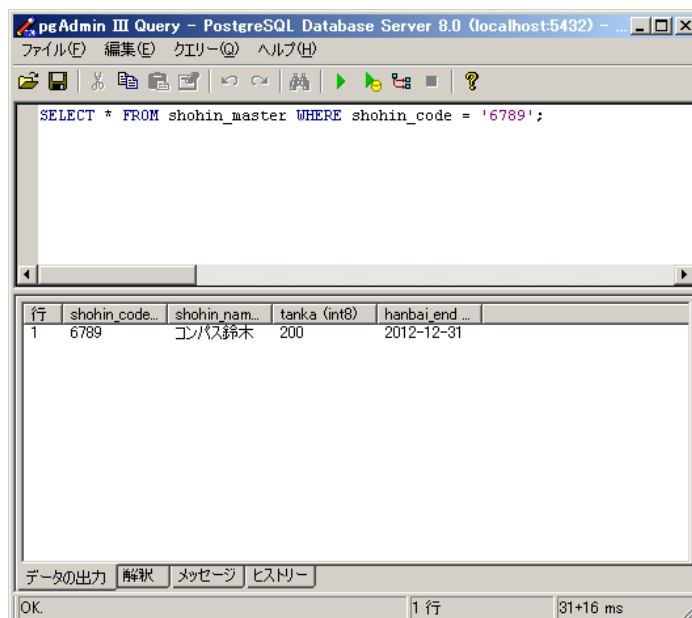 pgAdmin III Query - PostgreSQL Database Server 8.0 (localhost:5432) - ...
ファイル(F) 編集(E) クエリー(Q) ヘルプ(H)
SELECT * FROM shohin_master WHERE shohin_code = '6789';
行 shohin_code... shohin_nam... tanka (int8) hanbai_end ...
1 6789 コンパス鈴木 200 2012-12-31
データの出力 解釈 メッセージ ヒストリー
OK. 1 行 31+16 ms